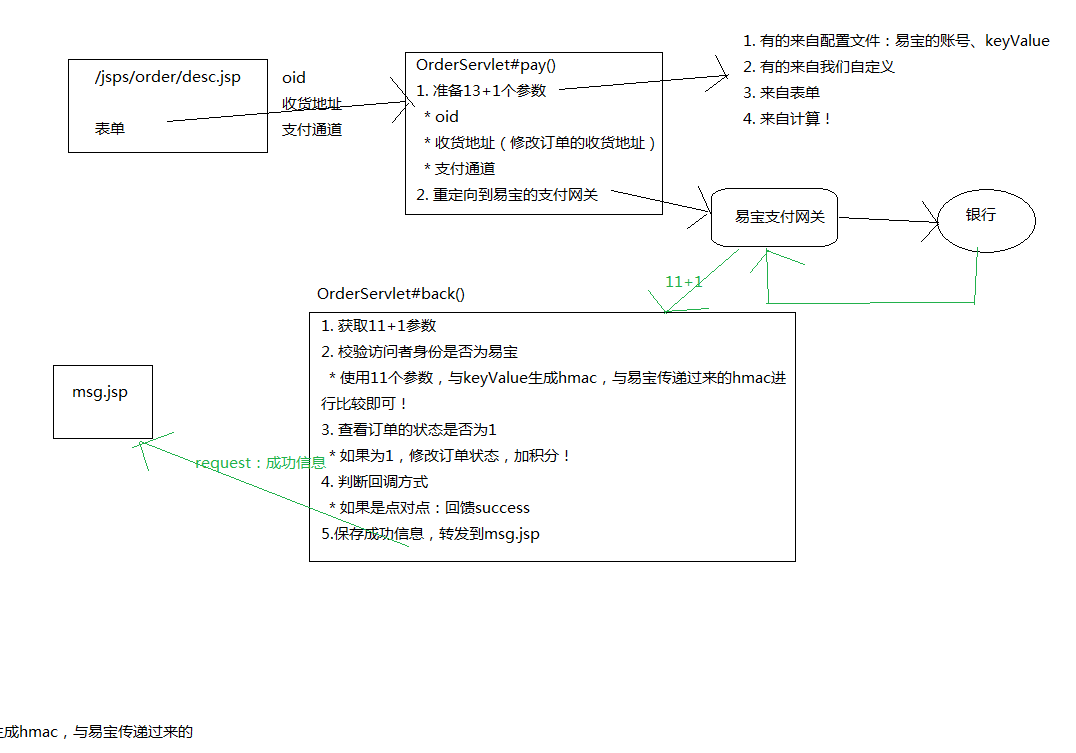 /jsps/order/desc.jsp
表单
oid
收货地址
支付通道
OrderServlet#pay()
1. 准备13+1个参数
* oid
* 收货地址（修改订单的收货地址）
* 支付通道
2. 重定向到易宝的支付网关
1. 有的来自配置文件：易宝的账号、keyValue
2. 有的来自我们自定义
3. 来自表单
4. 来自计算！
易宝支付网关
银行
11+1
OrderServlet#back()
1. 获取11+1参数
2. 校验访问者身份是否为易宝
* 使用11个参数，与keyValue生成hmac，与易宝传递过来的hmac进
行比较即可！
3. 查看订单的状态是否为1
* 如果为1，修改订单状态，加积分！
4. 判断回调方式
* 如果是点对点：回馈success
5.保存成功信息，转发到msg.jsp
msg.jsp
request：成功信息
生成hmac，与易宝传递过来的